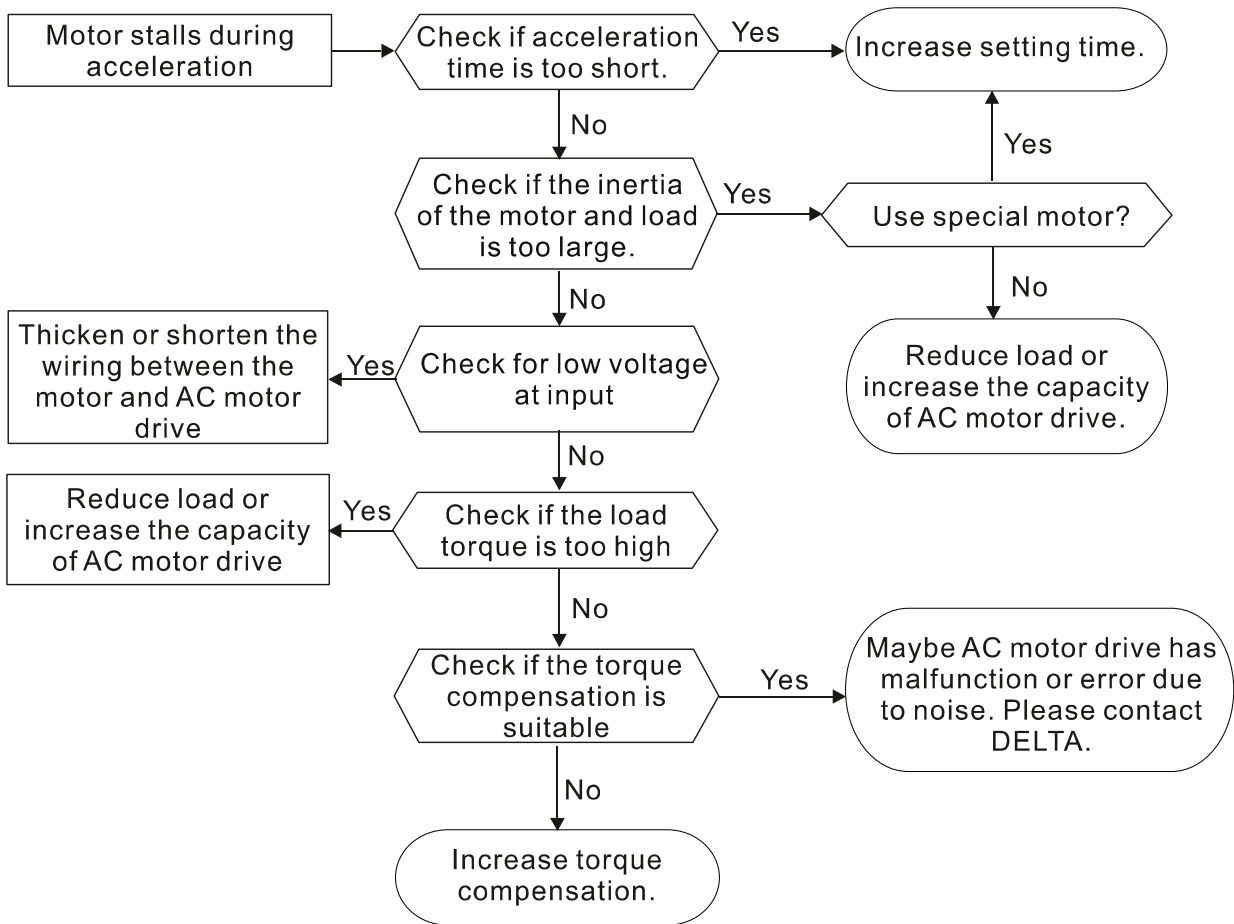 Motor stalls during
acceleration
Check if acceleration
time is too short.
Yes
Increase setting time.
No
Yes
Check if the inertia
of the motor and load
is too large.
Yes
Use special motor?
No
No
Thicken or shorten the
wiring between the
motor and AC motor
drive
Yes
Check for low voltage
at input
Reduce load or
increase the capacity
of AC motor drive.
No
Reduce load or
increase the capacity
of AC motor drive
Yes
Check if the load
torque is too high
No
Check if the torque
compensation is
suitable
Yes
Maybe AC motor drive has
malfunction or error due
to noise. Please contact
DELTA.
No
Increase torque
compensation.